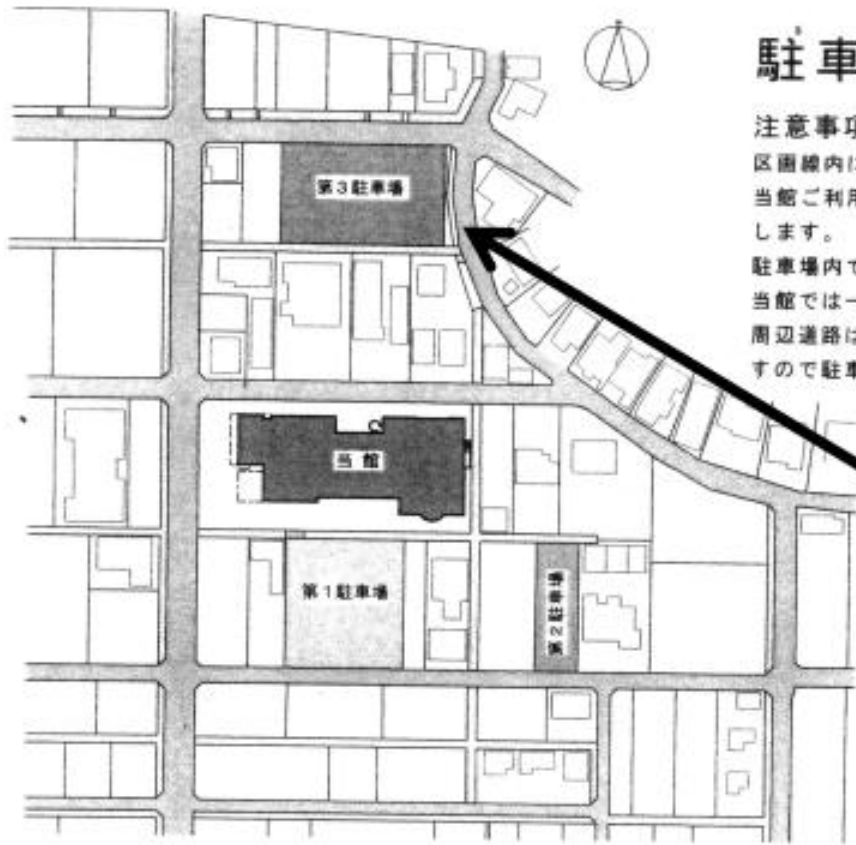 駐車
注意事項
区画線内に
当館ご利用
します。
駐車場内で
当館では一
周辺道路は
すので駐車
第3駐車場
当館
第1駐車場
第2駐車場